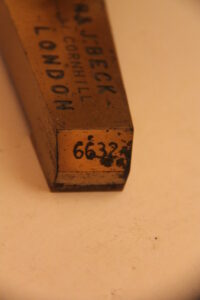 & J. BECK
CORNHILL
LONDON
6632